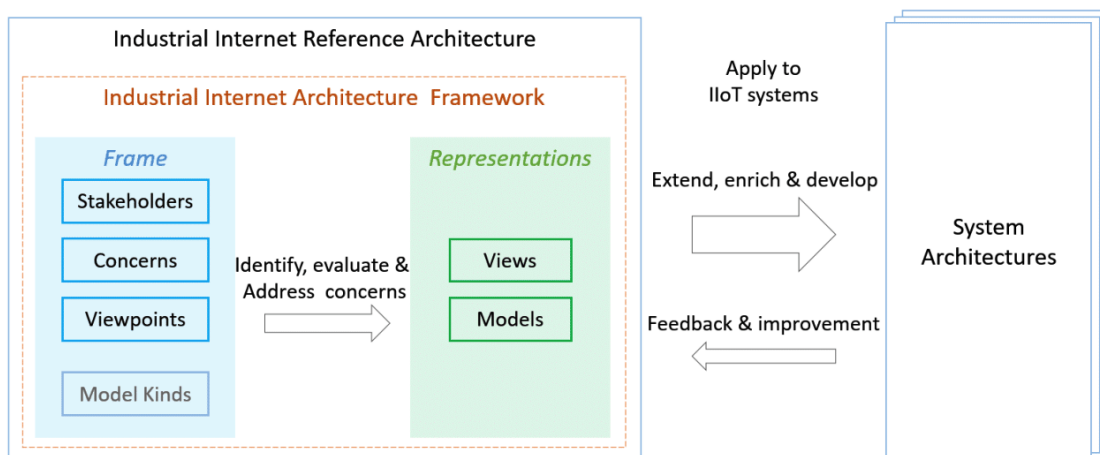 Industrial Internet Reference Architecture
Industrial Internet Architecture Framework
Frame
Stakeholders
Concerns
Viewpoints
Model Kinds
Identify, evaluate &
Address concerns
Representations
Views
Models
Apply to
IIoT systems
Extend, enrich & develop
Feedback & improvement
System
Architectures